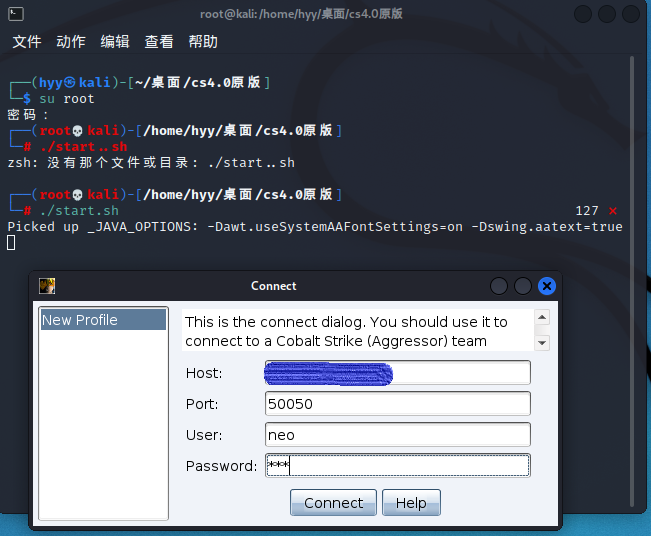 root@kali:/home/hyy/桌面/cs4.0原版
文件 动作 编辑 查看 帮助
┌──(hyy㉿kali)-[~/桌面/cs4.0原版]
└─$ su root
密码：
┌──(root💀kali)-[/home/hyy/桌面/cs4.0原版]
└─# ./start..sh
zsh: 没有那个文件或目录: ./start..sh
┌──(root💀kali)-[/home/hyy/桌面/cs4.0原版]
└─# ./start.sh 127 ⨯
Picked up _JAVA_OPTIONS: -Dawt.useSystemAAFontSettings=on -Dswing.aatext=true
Connect
New Profile
This is the connect dialog. You should use it to
connect to a Cobalt Strike (Aggressor) team
Host:
Port: 50050
User: neo
Password: ***
Connect Help